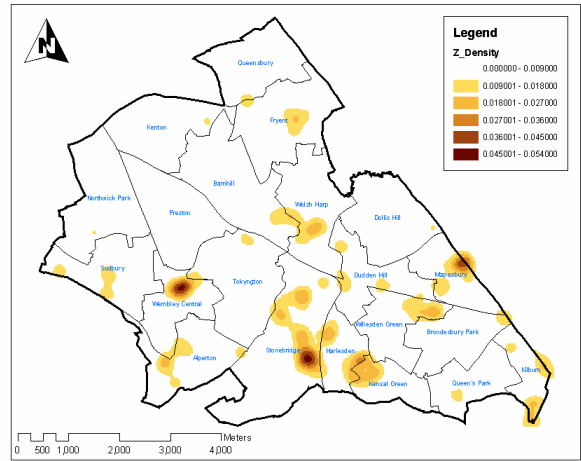 N
Legend
Z_Density
0.000000 - 0.009000
0.009001 - 0.018000
0.018001 - 0.027000
0.027001 - 0.036000
0.036001 - 0.045000
0.045001 - 0.054000
Queensbury
Kenton
Fryent
Barnhill
Northwick Park
Welsh Harp
Preston
Dollis Hill
Sudbury
Tokyngton
Dudden Hill
Mapesbury
Wembley Central
Willesden Green
Brondesbury Park
Stonebridge
Harlesden
Alperton
Kensal Green
Queen's Park
Kilburn
Meters
0 500 1,000 2,000 3,000 4,000